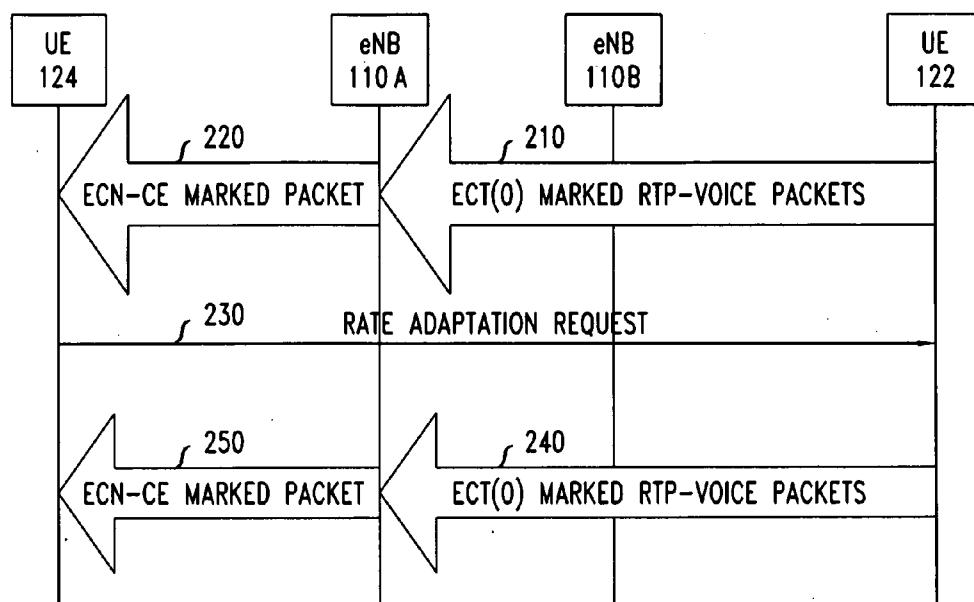 UE
124
eNB
110A
eNB
110B
UE
122
220
210
ECN-CE MARKED PACKET
ECT(0) MARKED RTP-VOICE PACKETS
230
RATE ADAPTATION REQUEST
250
240
ECN-CE MARKED PACKET
ECT(0) MARKED RTP-VOICE PACKETS